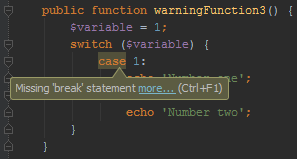 public function warningFunction3() {
$variable = 1;
switch ($variable) {
case 1:
Missing 'break' statement more... (Ctrl+F1)
echo 'Number two';
}
}